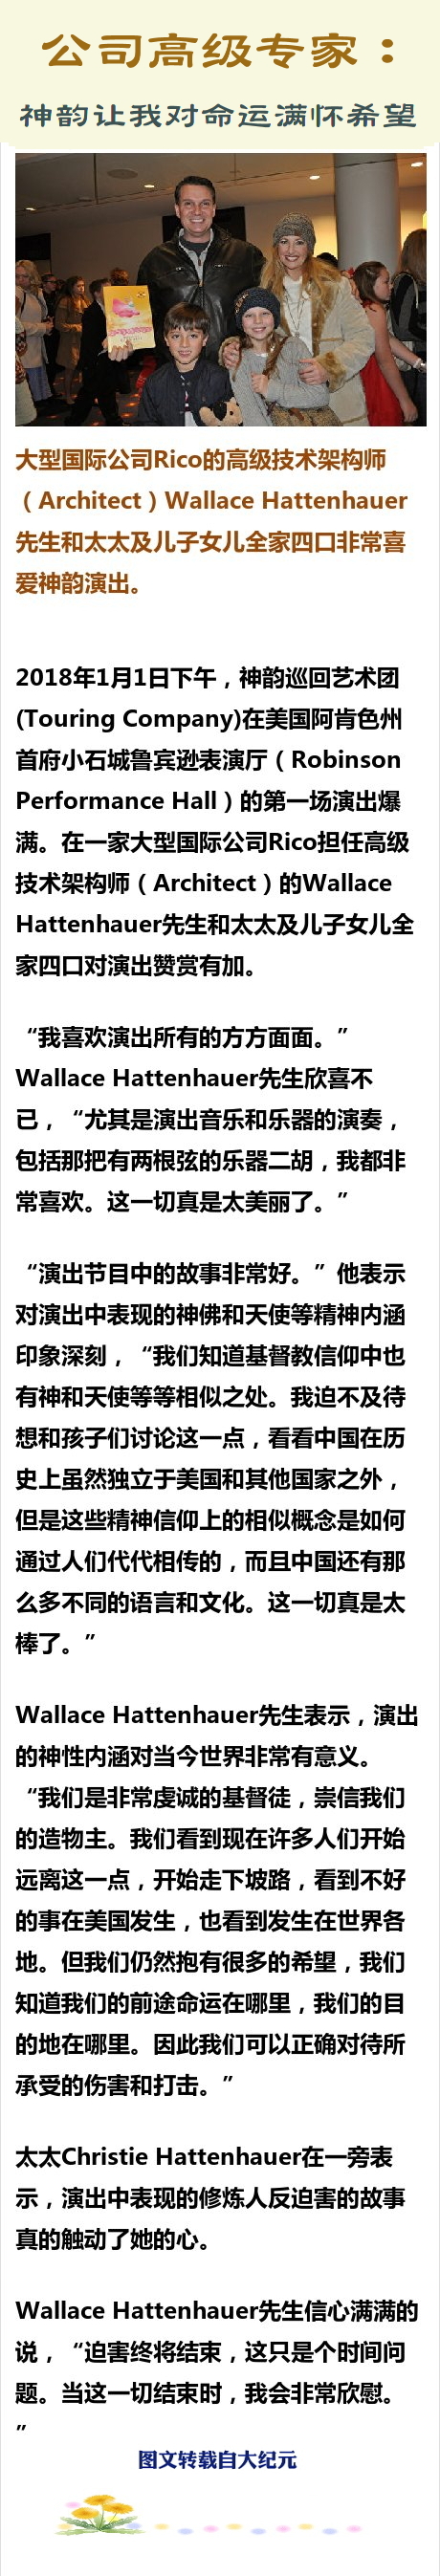 公司高级专家：
神韵让我对命运满怀希望
大型国际公司Rico的高级技术架构师
（Architect）Wallace Hattenhauer
先生和太太及儿子女儿全家四口非常喜
爱神韵演出。
2018年1月1日下午，神韵巡回艺术团
(Touring Company)在美国阿肯色州
首府小石城鲁宾逊表演厅（Robinson
Performance Hall）的第一场演出爆
满。在一家大型国际公司Rico担任高级
技术架构师（Architect）的Wallace
Hattenhauer先生和太太及儿子女儿全
家四口对演出赞赏有加。
“我喜欢演出所有的方方面面。”
Wallace Hattenhauer先生欣喜不
已，“尤其是演出音乐和乐器的演奏，
包括那把有两根弦的乐器二胡，我都非
常喜欢。这一切真是太美丽了。”
“演出节目中的故事非常好。”他表示
对演出中表现的神佛和天使等精神内涵
印象深刻，“我们知道基督教信仰中也
有神和天使等等相似之处。我迫不及待
想和孩子们讨论这一点，看看中国在历
史上虽然独立于美国和其他国家之外，
但是这些精神信仰上的相似概念是如何
通过人们代代相传的，而且中国还有那
么多不同的语言和文化。这一切真是太
棒了。”
Wallace Hattenhauer先生表示，演出
的神性内涵对当今世界非常有意义。
“我们是非常虔诚的基督徒，崇信我们
的造物主。我们看到现在许多人们开始
远离这一点，开始走下坡路，看到不好
的事在美国发生，也看到发生在世界各
地。但我们仍然抱有很多的希望，我们
知道我们的前途命运在哪里，我们的目
的地在哪里。因此我们可以正确对待所
承受的伤害和打击。”
太太Christie Hattenhauer在一旁表
示，演出中表现的修炼人反迫害的故事
真的触动了她的心。
Wallace Hattenhauer先生信心满满的
说，“迫害终将结束，这只是个时间问
题。当这一切结束时，我会非常欣慰。
”
图文转载自大纪元